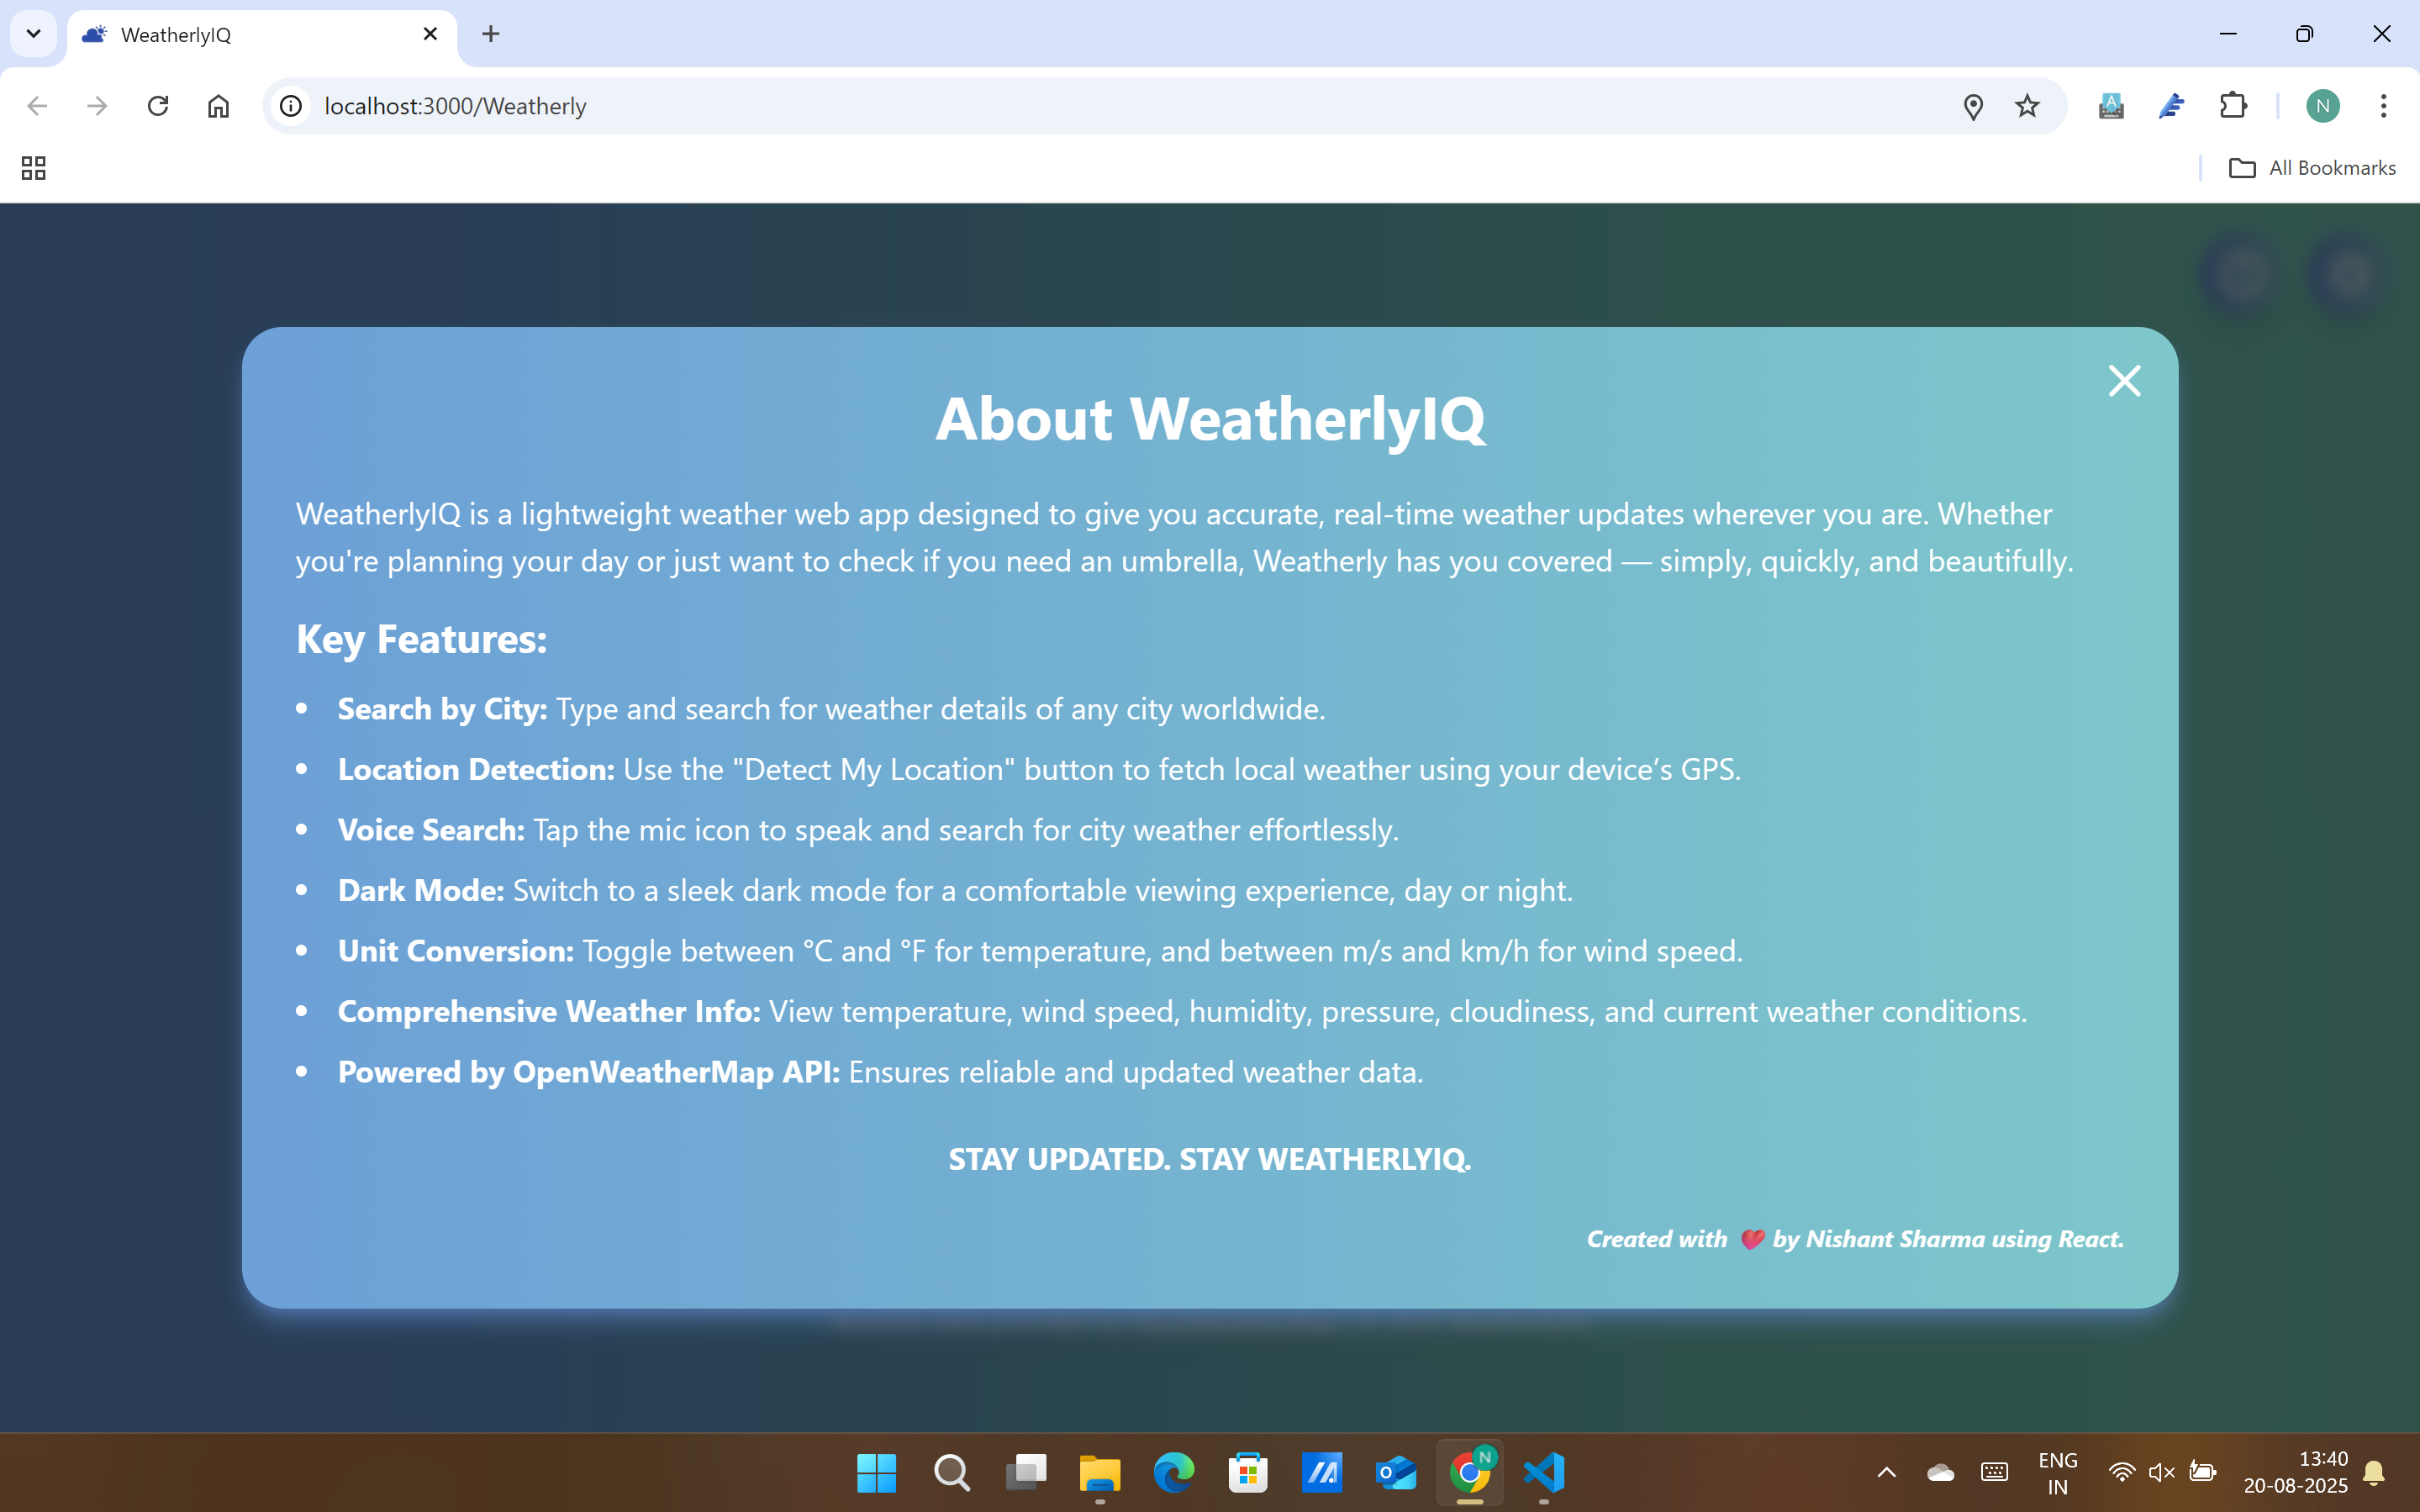 WeatherlyIQ
localhost:3000/Weatherly
N
All Bookmarks
About WeatherlyIQ
WeatherlyIQ is a lightweight weather web app designed to give you accurate, real-time weather updates wherever you are. Whether
you're planning your day or just want to check if you need an umbrella, Weatherly has you covered — simply, quickly, and beautifully.
Key Features:
• Search by City: Type and search for weather details of any city worldwide.
• Location Detection: Use the "Detect My Location" button to fetch local weather using your device’s GPS.
• Voice Search: Tap the mic icon to speak and search for city weather effortlessly.
• Dark Mode: Switch to a sleek dark mode for a comfortable viewing experience, day or night.
• Unit Conversion: Toggle between °C and °F for temperature, and between m/s and km/h for wind speed.
• Comprehensive Weather Info: View temperature, wind speed, humidity, pressure, cloudiness, and current weather conditions.
• Powered by OpenWeatherMap API: Ensures reliable and updated weather data.
STAY UPDATED. STAY WEATHERLYIQ.
Created with ❤️ by Nishant Sharma using React.
N
ENG
IN
13:40
20-08-2025